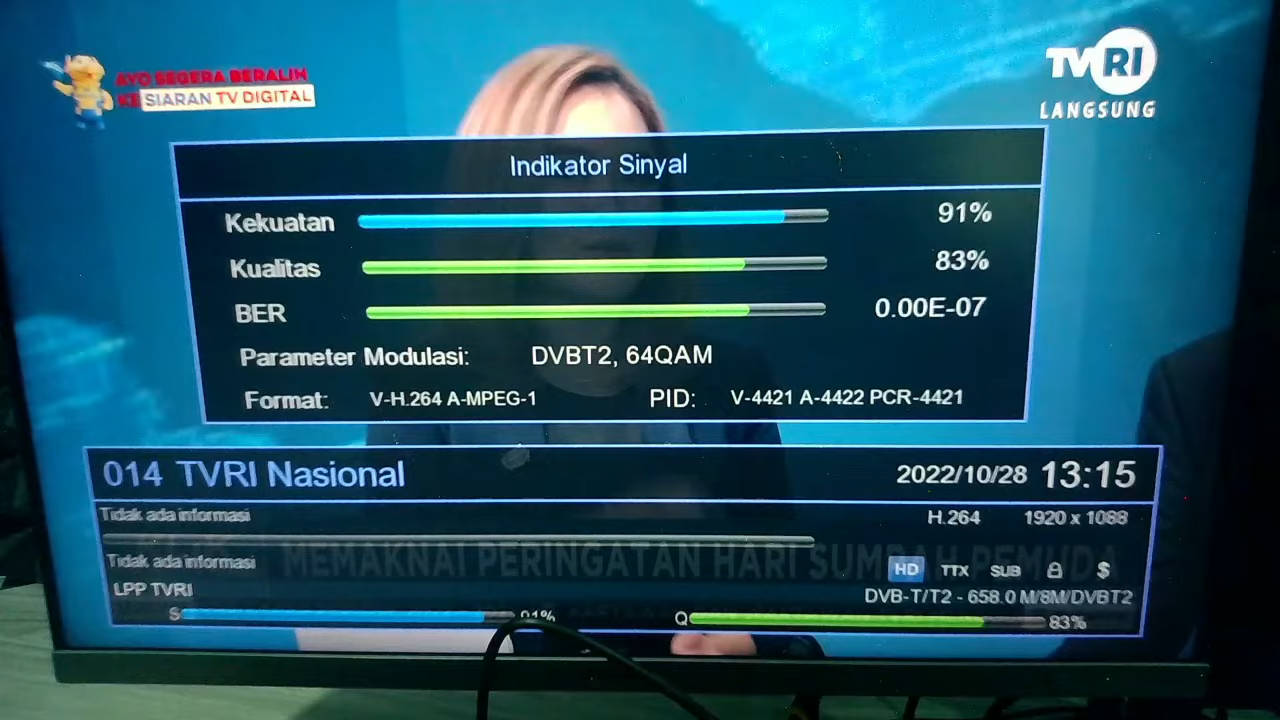 AYO SEGERA BERALIH
KE SIARAN TV DIGITAL
TVRI
LANGSUNG
Indikator Sinyal
Kekuatan 91%
Kualitas 83%
BER 0.00E-07
Parameter Modulasi: DVBT2, 64QAM
Format: V-H.264 A-MPEG-1 PID: V-4421 A-4422 PCR-4421
014 TVRI Nasional 2022/10/28 13:15
Tidak ada informasi H.264 1920 x 1088
MEMAKNAI PERINGATAN HARI SUMPAH PEMUDA
Tidak ada informasi HD TTX SUB $
LPP TVRI DVB-T/T2 - 658.0 M/8M/DVBT2
S 91% Q 83%